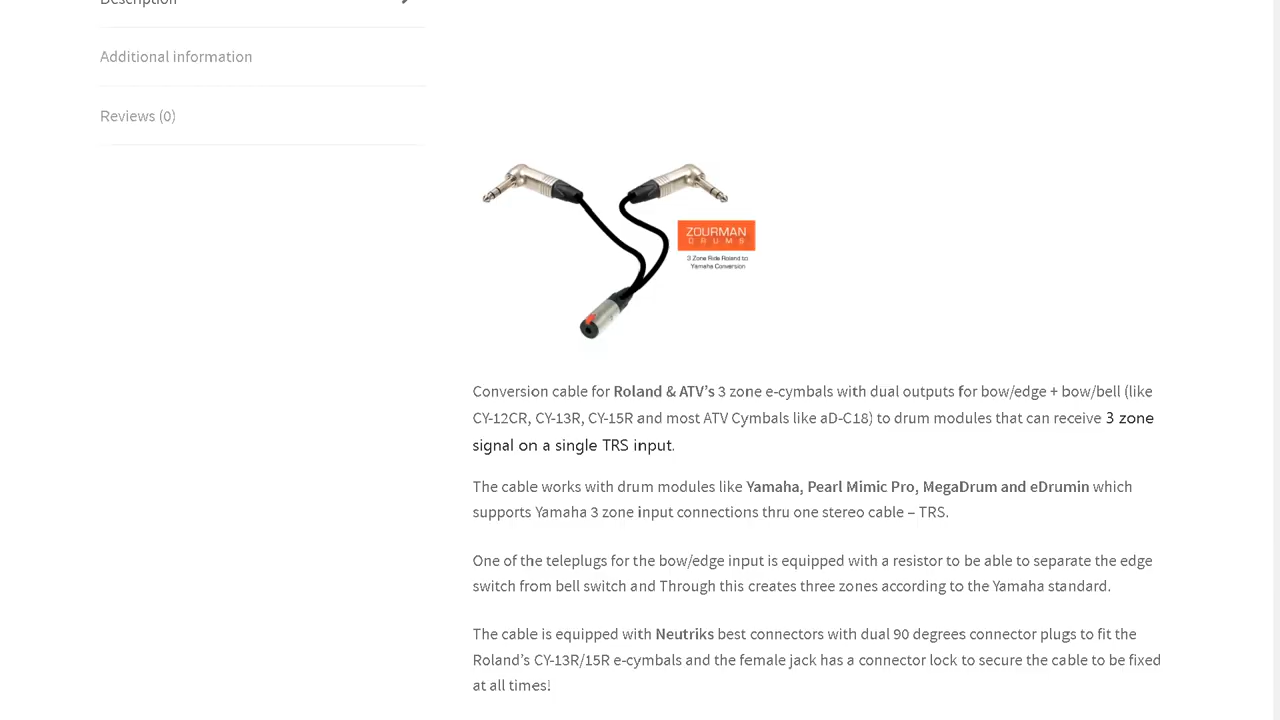 Description
Additional information
Reviews (0)
ZOURMAN
DRUMS
3 Zone Ride Roland to
Yamaha Conversion
Conversion cable for Roland & ATV’s 3 zone e-cymbals with dual outputs for bow/edge + bow/bell (like
CY-12CR, CY-13R, CY-15R and most ATV Cymbals like aD-C18) to drum modules that can receive 3 zone
signal on a single TRS input.
The cable works with drum modules like Yamaha, Pearl Mimic Pro, MegaDrum and eDrumin which
supports Yamaha 3 zone input connections thru one stereo cable – TRS.
One of the teleplugs for the bow/edge input is equipped with a resistor to be able to separate the edge
switch from bell switch and Through this creates three zones according to the Yamaha standard.
The cable is equipped with Neutriks best connectors with dual 90 degrees connector plugs to fit the
Roland’s CY-13R/15R e-cymbals and the female jack has a connector lock to secure the cable to be fixed
at all times!